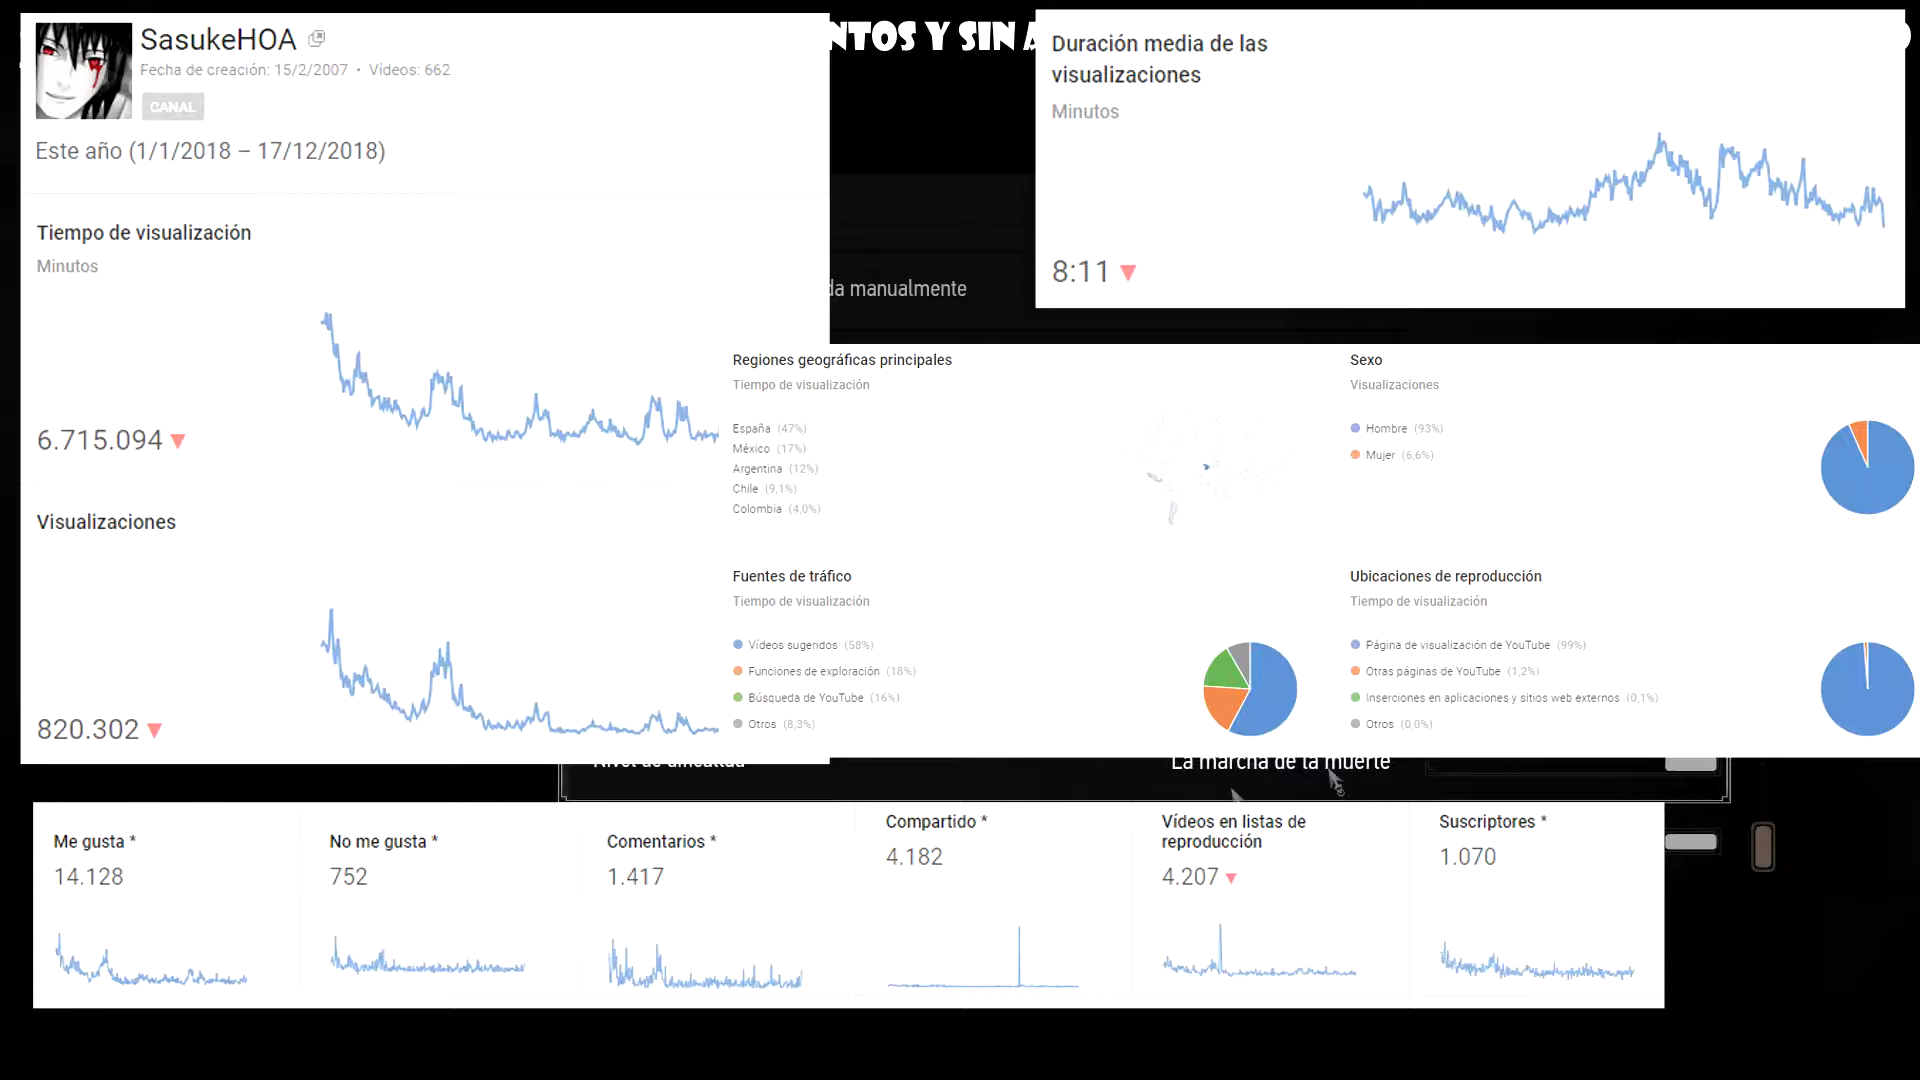 SasukeHOA
Fecha de creación: 15/2/2007 • Vídeos: 662
CANAL
Este año (1/1/2018 – 17/12/2018)
NTOS Y SIN
Duración media de las
visualizaciones
Minutos
8:11
Tiempo de visualización
Minutos
6.715.094
da manualmente
Visualizaciones
820.302
Regiones geográficas principales
Tiempo de visualización
España (47%)
México (17%)
Argentina (12%)
Chile (9,1%)
Colombia (4,0%)
Sexo
Visualizaciones
Hombre (93%)
Mujer (6,6%)
Fuentes de tráfico
Tiempo de visualización
Vídeos sugeridos (58%)
Funciones de exploración (18%)
Búsqueda de YouTube (16%)
Otros (8,3%)
Ubicaciones de reproducción
Tiempo de visualización
Página de visualización de YouTube (99%)
Otras páginas de YouTube (1,2%)
Inserciones en aplicaciones y sitios web externos (0,1%)
Otros (0,0%)
Nivel de dificultad
La marcha de la muerte
Me gusta *
14.128
No me gusta *
752
Comentarios *
1.417
Compartido *
4.182
Vídeos en listas de
reproducción
4.207
Suscriptores *
1.070